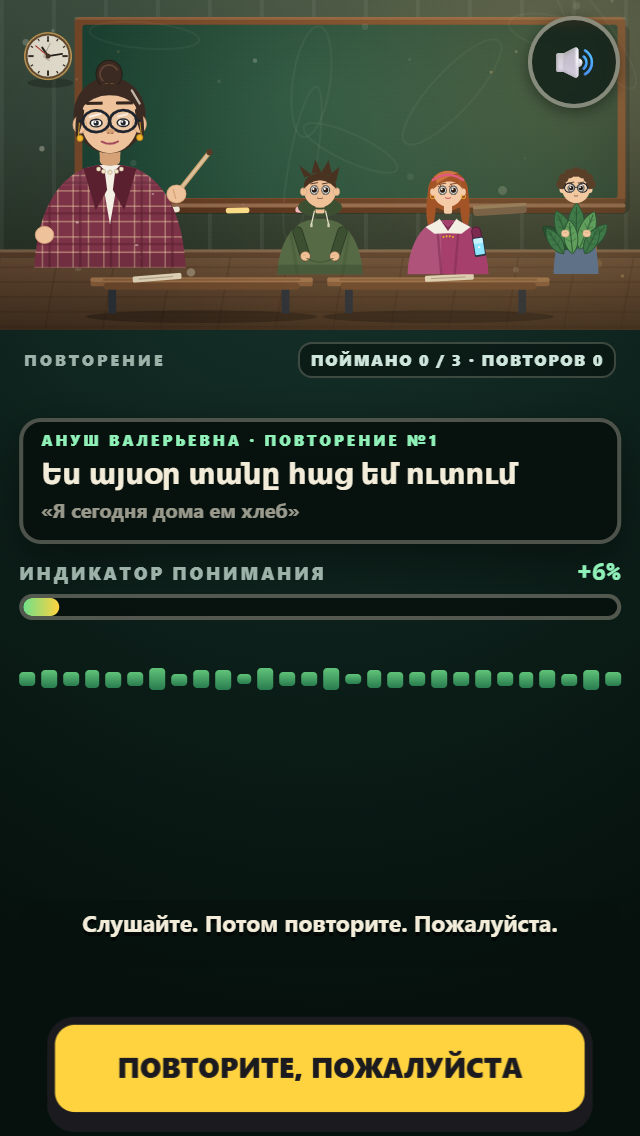 ПОВТОРЕНИЕ
ПОЙМАНО 0 / 3 · ПОВТОРОВ 0
АНУШ ВАЛЕРЬЕВНА · ПОВТОРЕНИЕ №1
Ես այսօր տանը հաց եմ ուտում
«Я сегодня дома ем хлеб»
ИНДИКАТОР ПОНИМАНИЯ
+6%
Слушайте. Потом повторите. Пожалуйста.
ПОВТОРИТЕ, ПОЖАЛУЙСТА